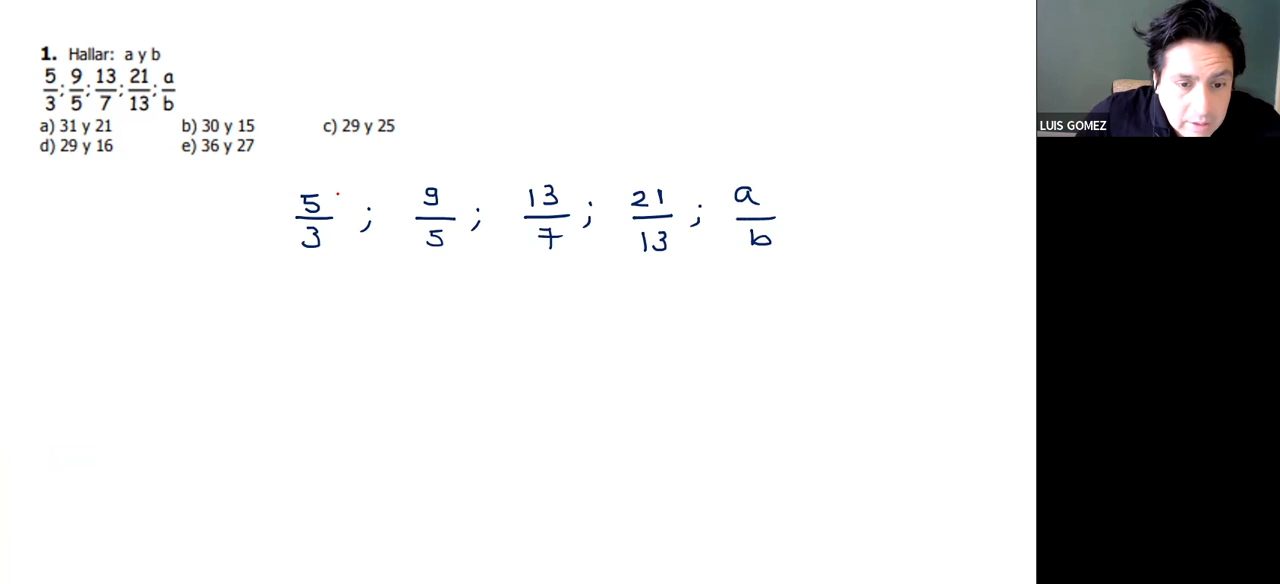 1. Hallar: a y b
5/3; 9/5; 13/7; 21/13; a/b
a) 31 y 21 b) 30 y 15 c) 29 y 25
d) 29 y 16 e) 36 y 27
5/3 ; 9/5 ; 13/7 ; 21/13 ; a/b
LUIS GOMEZ